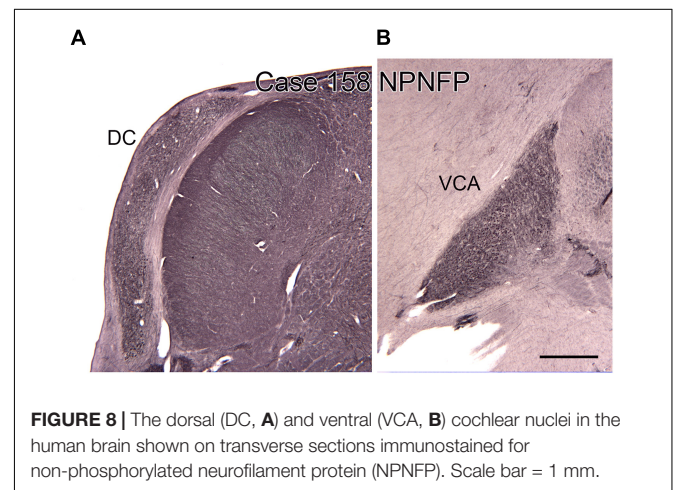 A B
Case 158 NPNFP
DC
VCA
FIGURE 8 | The dorsal (DC, A) and ventral (VCA, B) cochlear nuclei in the
human brain shown on transverse sections immunostained for
non-phosphorylated neurofilament protein (NPNFP). Scale bar = 1 mm.